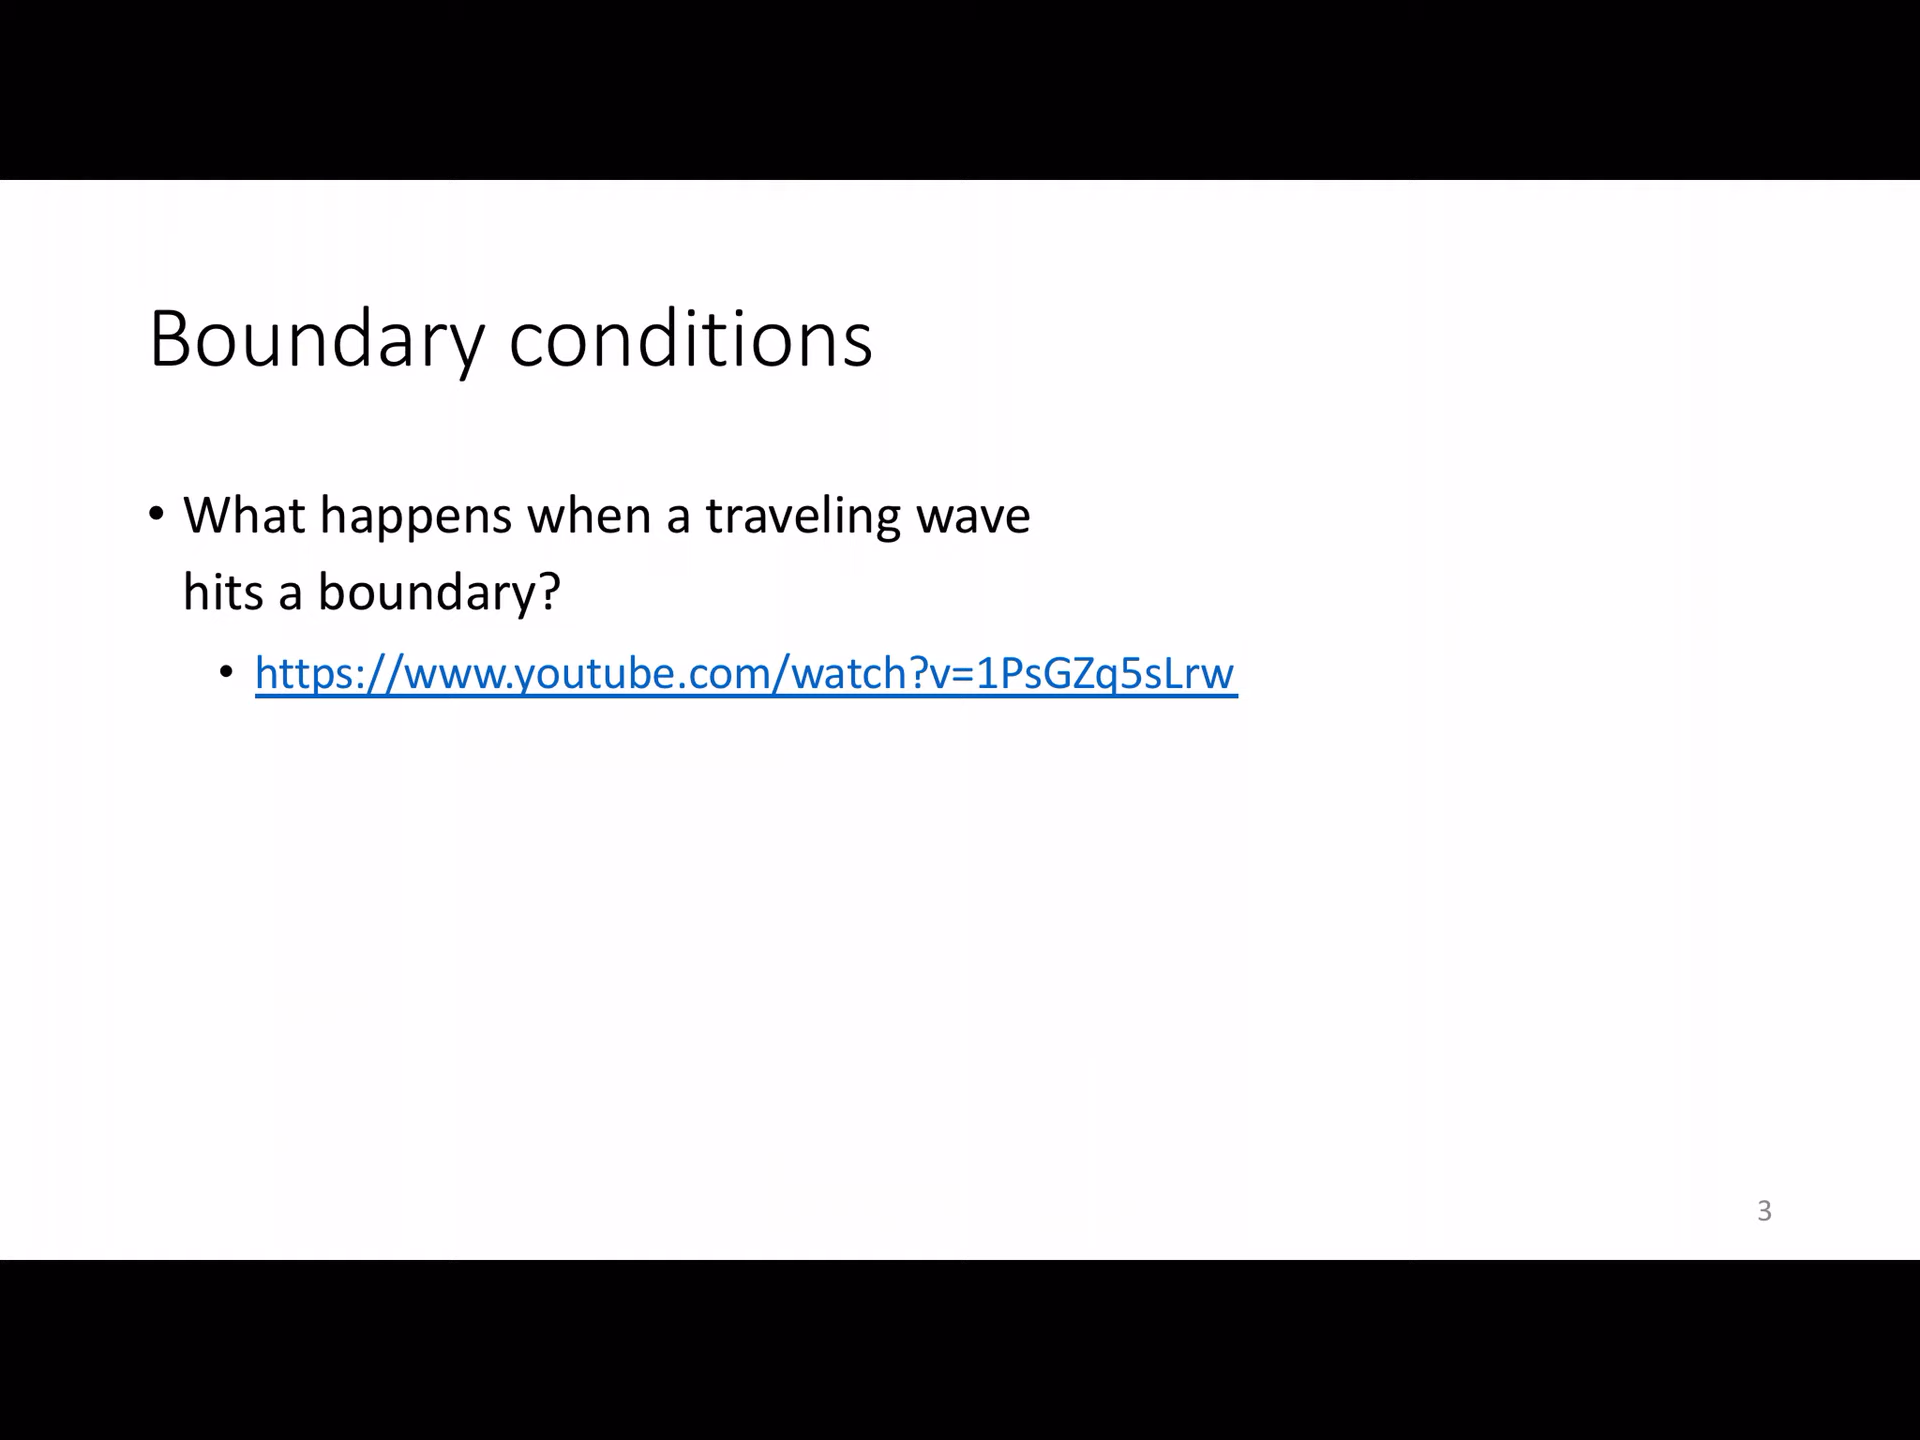 Boundary conditions
• What happens when a traveling wave
hits a boundary?
• https://www.youtube.com/watch?v=1PsGZq5sLrw
3